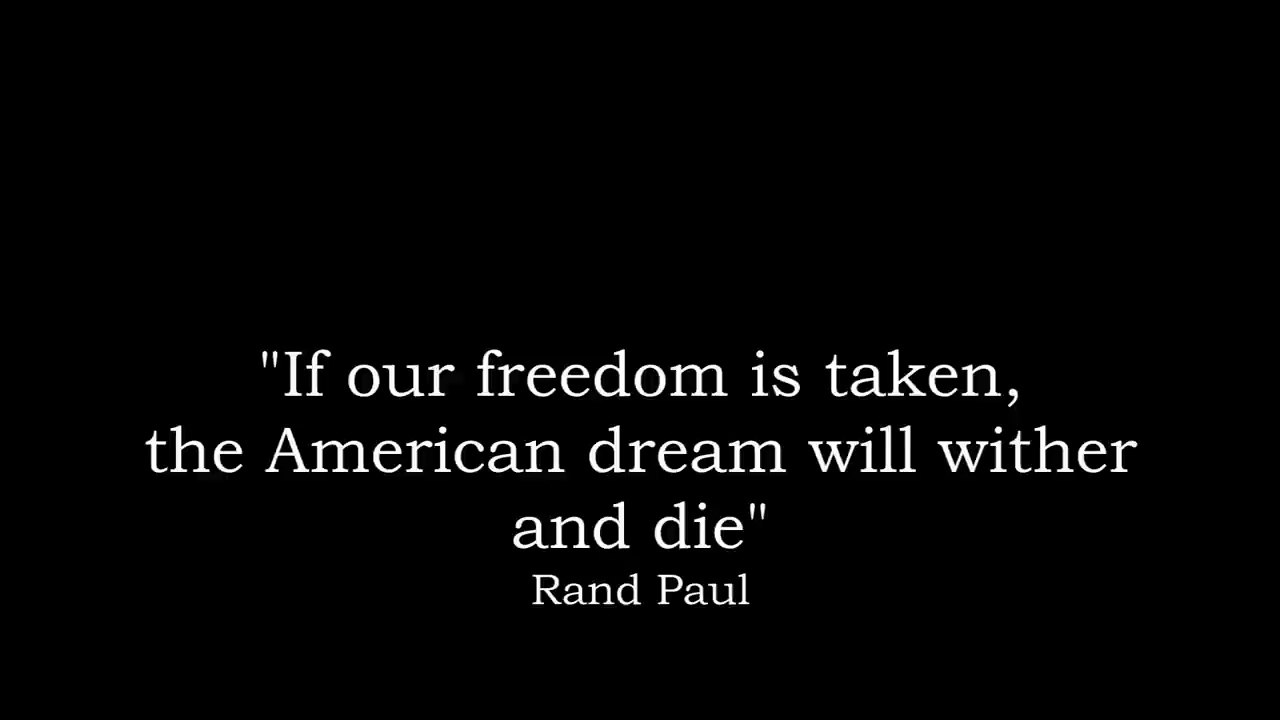 "If our freedom is taken,
the American dream will wither
and die"
Rand Paul